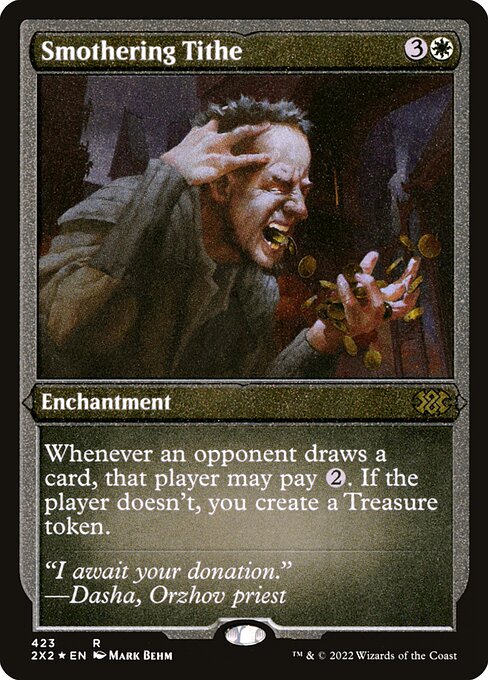 Smothering Tithe 3
Enchantment
Whenever an opponent draws a
card, that player may pay 2. If the
player doesn't, you create a Treasure
token.
"I await your donation."
—Dasha, Orzhov priest
423 R
2X2 ★ EN Mark Behm
™ & © 2022 Wizards of the Coast